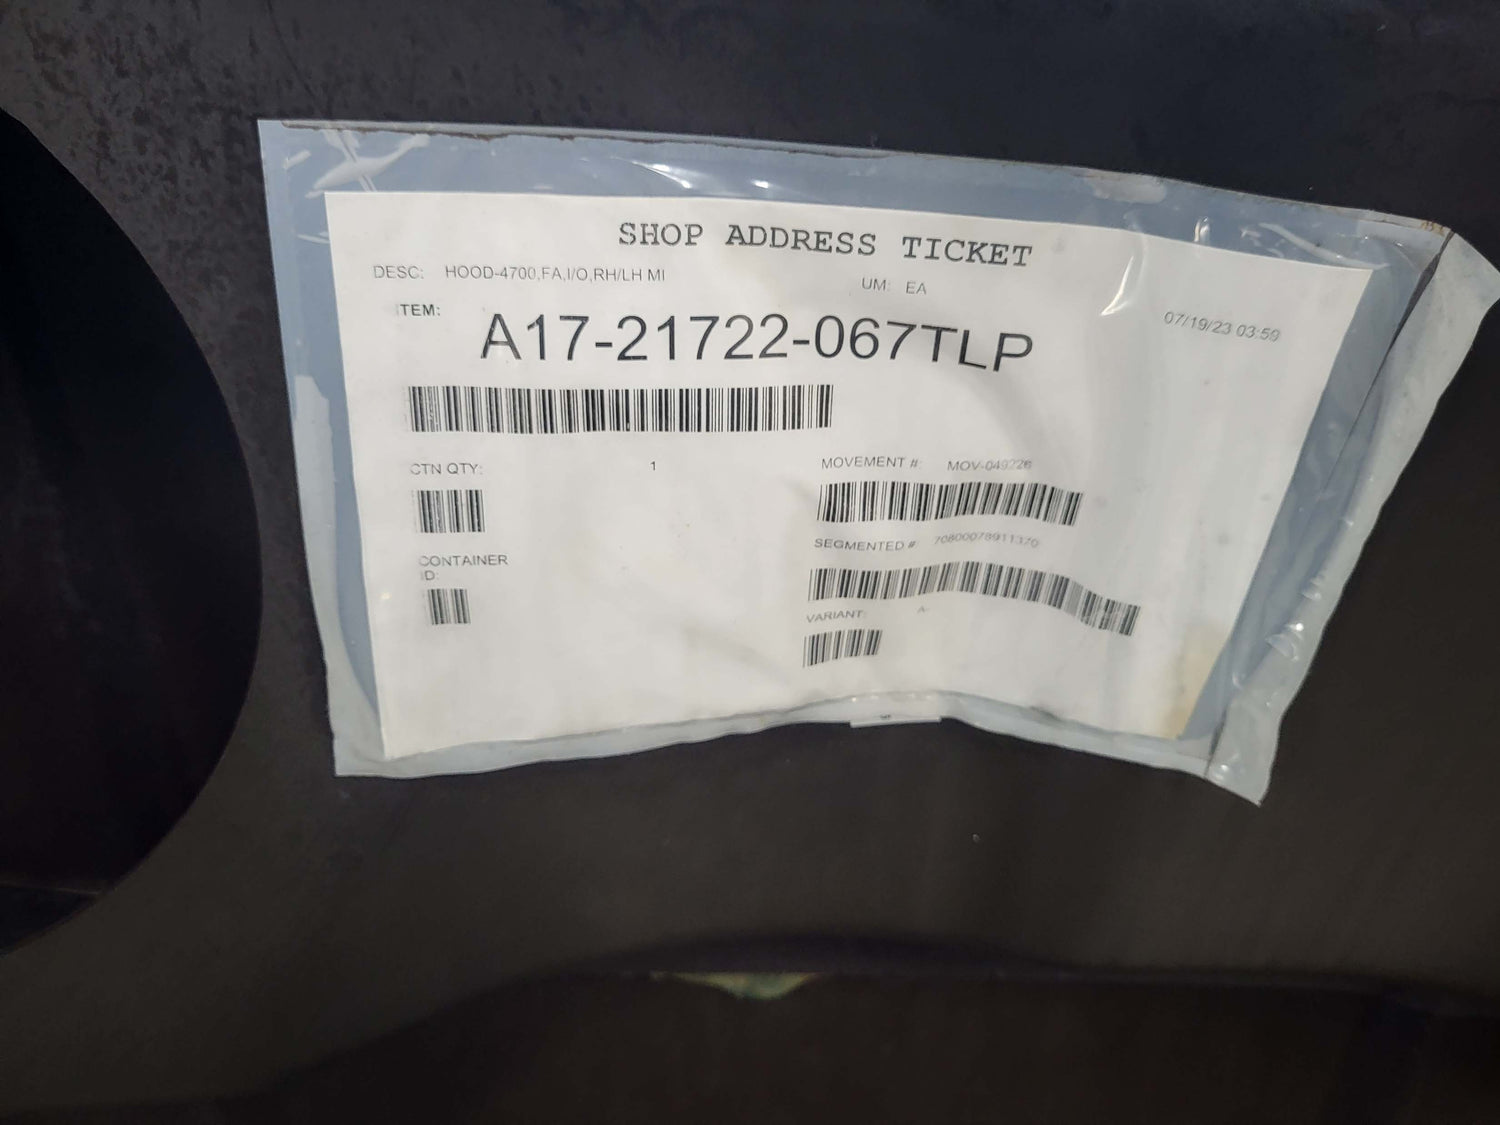 SHOP ADDRESS TICKET
DESC: HOOD-4700,FA,I/O,RH/LH MI
UM: EA
ITEM: A17-21722-067TLP
07/19/23 03:59
CTN QTY: 1
MOVEMENT #: MOV-049226
SEGMENTED #: 70800078911370
CONTAINER
ID:
VARIANT: A-